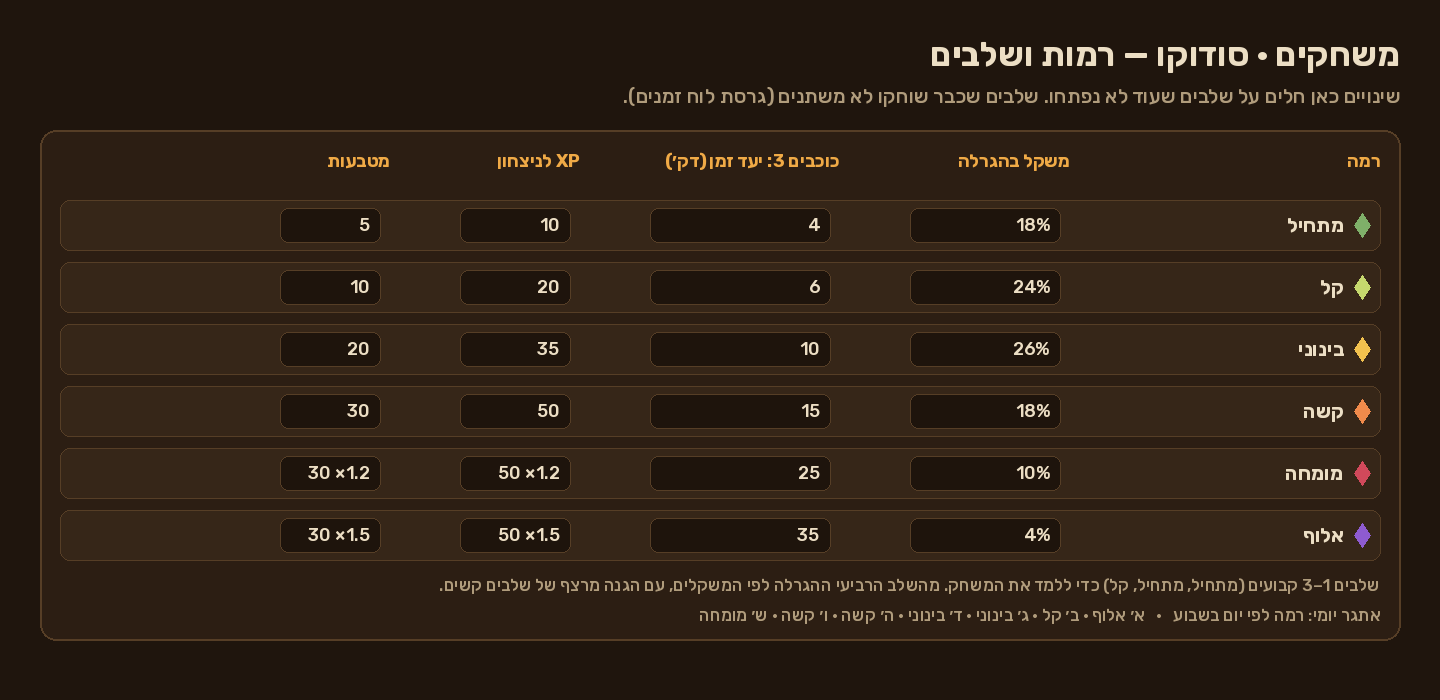 משחקים • סודוקו — רמות ושלבים
שינויים כאן חלים על שלבים שעוד לא נפתחו. שלבים שכבר שוחקו לא משתנים (גרסת לוח זמנים).
רמה משקל בהגרלה כוכבים 3: יעד זמן (דק׳) XP לניצחון מטבעות
מתחיל 18% 4 10 5
קל 24% 6 20 10
בינוני 26% 10 35 20
קשה 18% 15 50 30
מומחה 10% 25 50 ×1.2 30 ×1.2
אלוף 4% 35 50 ×1.5 30 ×1.5
שלבים 1–3 קבועים (מתחיל, מתחיל, קל) כדי ללמד את המשחק. מהשלב הרביעי ההגרלה לפי המשקלים, עם הגנה מרצף של שלבים קשים.
אתגר יומי: רמה לפי יום בשבוע • א׳ אלוף • ב׳ קל • ג׳ בינוני • ד׳ בינוני • ה׳ קשה • ו׳ קשה • ש׳ מומחה